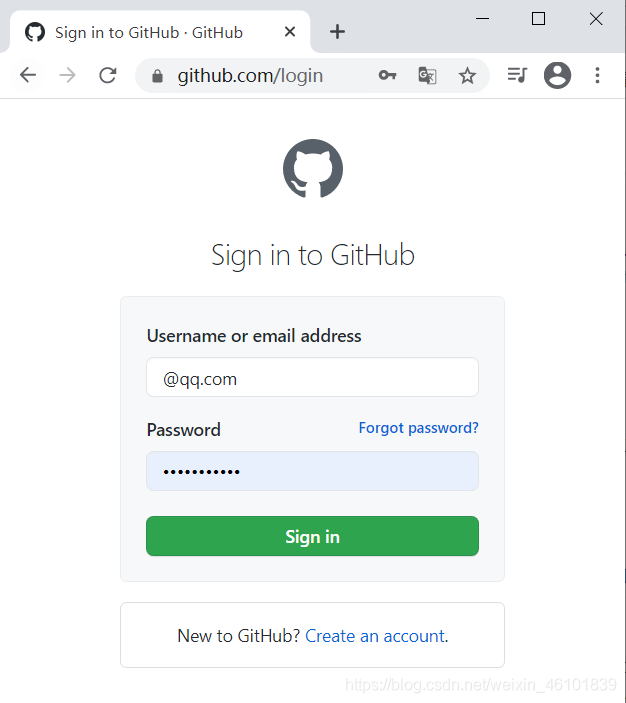 Sign in to GitHub · GitHub
github.com/login
Sign in to GitHub
Username or email address
@qq.com
Password Forgot password?
•••••••••••
Sign in
New to GitHub? Create an account.
https://blog.csdn.net/weixin_46101839